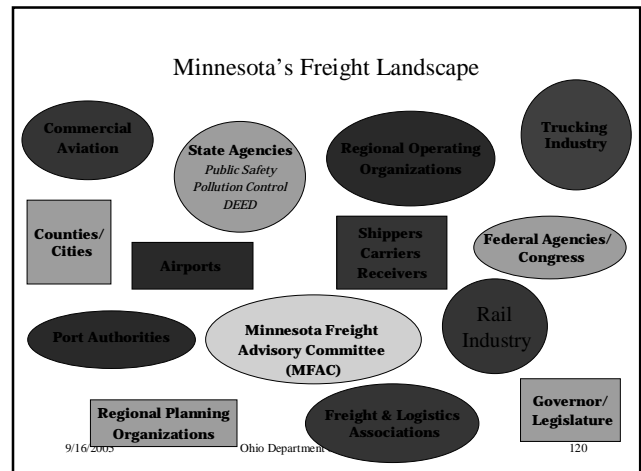 Minnesota's Freight Landscape
Commercial
Aviation
State Agencies
Public Safety
Pollution Control
DEED
Regional Operating
Organizations
Trucking
Industry
Counties/
Cities
Airports
Shippers
Carriers
Receivers
Federal Agencies/
Congress
Port Authorities
Minnesota Freight
Advisory Committee
(MFAC)
Rail
Industry
Regional Planning
Organizations
Freight & Logistics
Associations
Governor/
Legislature
9/16/2005
Ohio Department
120